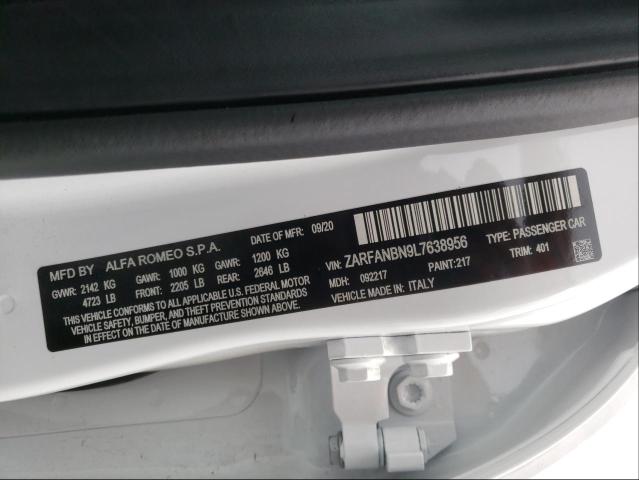 MFD BY ALFA ROMEO S.P.A. DATE OF MFR: 09/20
GVWR: 2142 KG GAWR: 1000 KG GAWR: 1200 KG
4723 LB FRONT: 2205 LB REAR: 2646 LB
THIS VEHICLE CONFORMS TO ALL APPLICABLE U.S. FEDERAL MOTOR
VEHICLE SAFETY, BUMPER, AND THEFT PREVENTION STANDARDS
IN EFFECT ON THE DATE OF MANUFACTURE SHOWN ABOVE.
VIN: ZARFANBN9L7638956 TYPE: PASSENGER CAR
MDH: 092217 PAINT: 217 TRIM: 401
VEHICLE MADE IN: ITALY